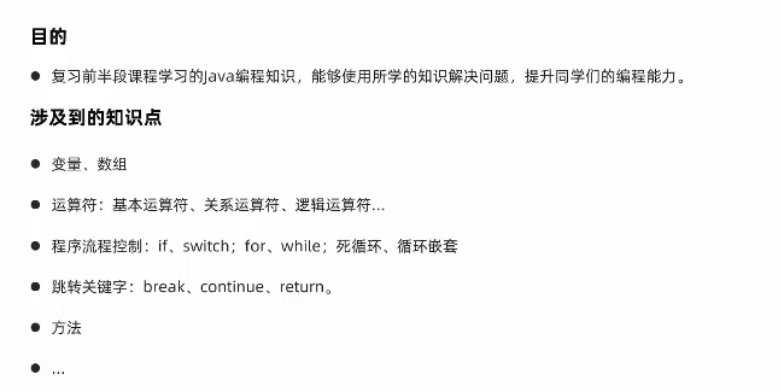 目的
● 复习前半段课程学习的Java编程知识，能够使用所学的知识解决问题，提升同学们的编程能力。
涉及到的知识点
● 变量、数组
● 运算符：基本运算符、关系运算符、逻辑运算符...
● 程序流程控制：if、switch；for、while；死循环、循环嵌套
● 跳转关键字：break、continue、return。
● 方法
● ...